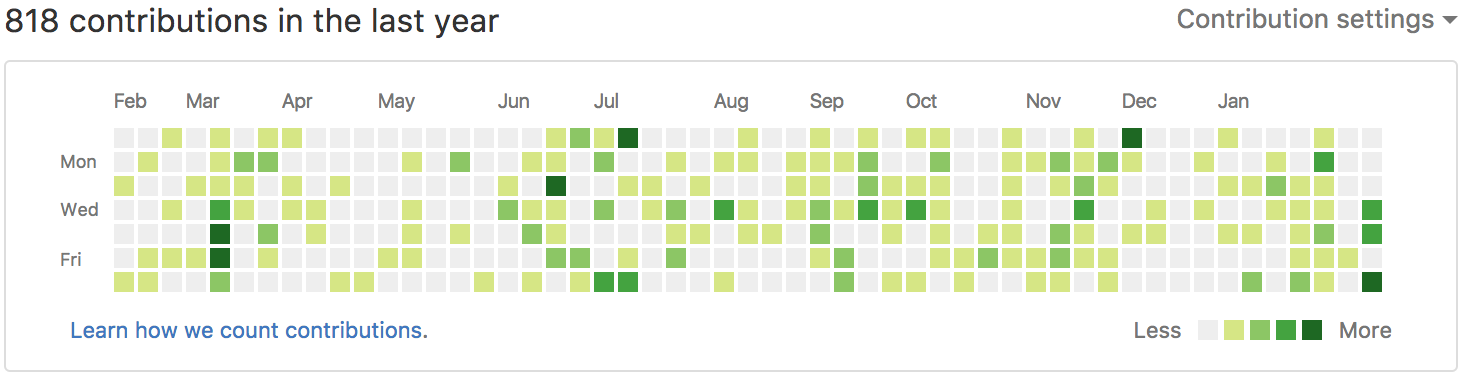 818 contributions in the last year
Contribution settings
Feb Mar Apr May Jun Jul Aug Sep Oct Nov Dec Jan
Mon
Wed
Fri
Learn how we count contributions.
Less More